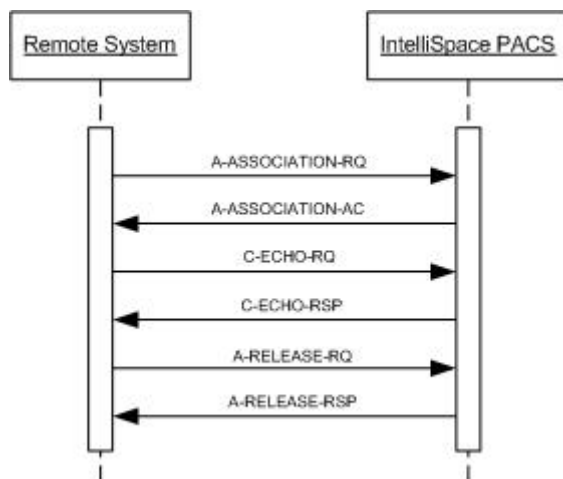 Remote System
IntelliSpace PACS
A-ASSOCIATION-RQ
A-ASSOCIATION-AC
C-ECHO-RQ
C-ECHO-RSP
A-RELEASE-RQ
A-RELEASE-RSP